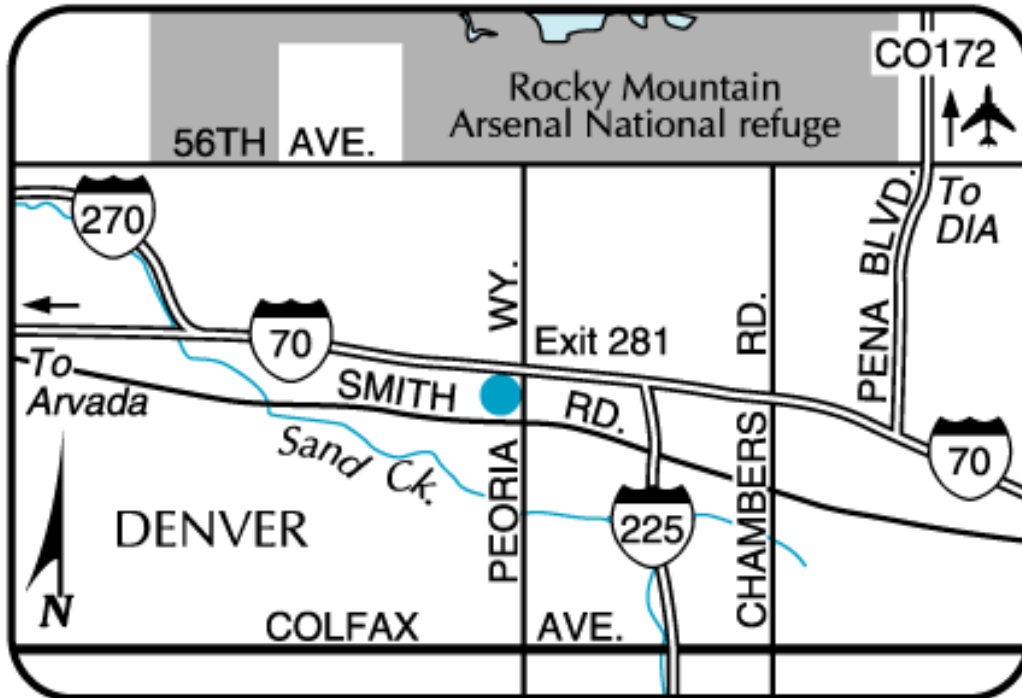 CO172
Rocky Mountain
Arsenal National refuge
56TH AVE.
To
DIA
270
PENA BLVD.
PEORIA WY.
CHAMBERS RD.
70
Exit 281
To
Arvada
SMITH RD.
70
Sand Ck.
225
DENVER
N
COLFAX AVE.